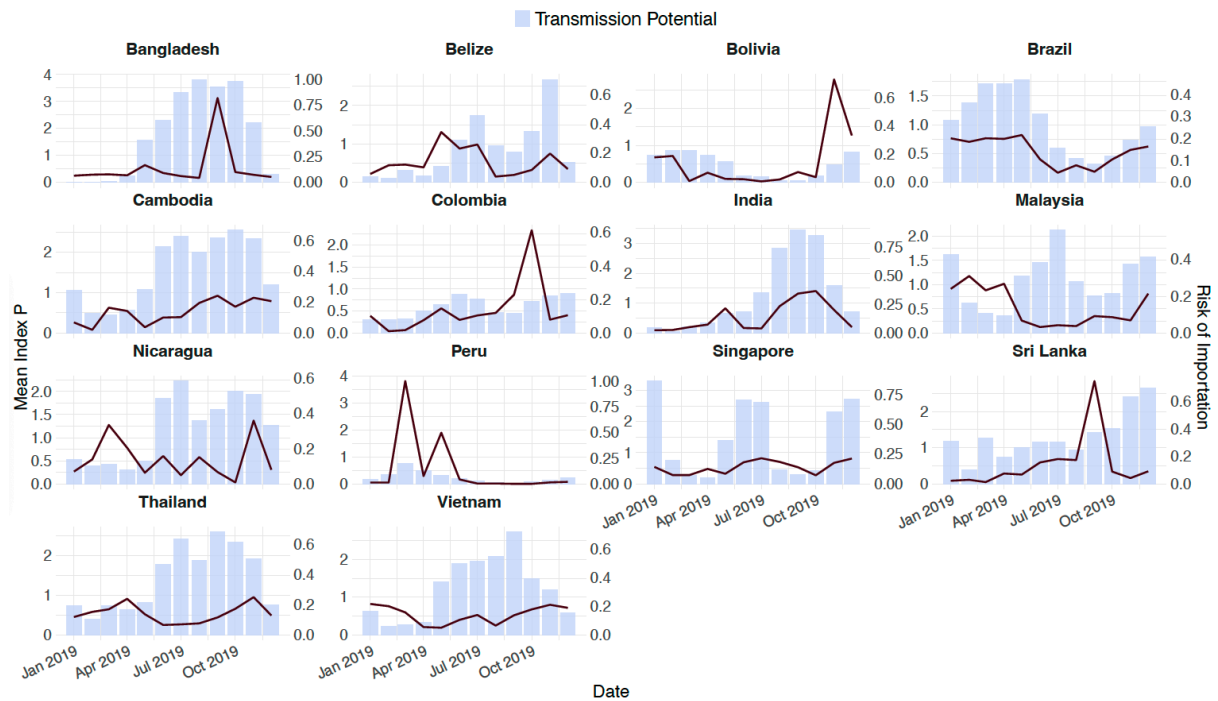 Transmission Potential
Bangladesh Belize Bolivia Brazil
4 3 2 1 0 1.00 0.75 0.50 0.25 0.00
2 1 0 0.6 0.4 0.2 0.0
2 1 0 0.6 0.4 0.2 0.0
1.5 1.0 0.5 0.0 0.4 0.3 0.2 0.1 0.0
Cambodia Colombia India Malaysia
2 1 0 0.6 0.4 0.2 0.0
2.0 1.5 1.0 0.5 0.0 0.6 0.4 0.2 0.0
3 2 1 0 0.75 0.50 0.25 0.00
2.0 1.5 1.0 0.5 0.0 0.4 0.2 0.0
Nicaragua Peru Singapore Sri Lanka
2.0 1.5 1.0 0.5 0.0 0.6 0.4 0.2 0.0
4 3 2 1 0 1.00 0.75 0.50 0.25 0.00
3 2 1 0 0.75 0.50 0.25 0.00
2 1 0 0.6 0.4 0.2 0.0
Jan 2019 Apr 2019 Jul 2019 Oct 2019
Jan 2019 Apr 2019 Jul 2019 Oct 2019
Thailand Vietnam
2 1 0 0.6 0.4 0.2 0.0
2 1 0 0.6 0.4 0.2 0.0
Jan 2019 Apr 2019 Jul 2019 Oct 2019
Jan 2019 Apr 2019 Jul 2019 Oct 2019
Mean Index P
Risk of Importation
Date